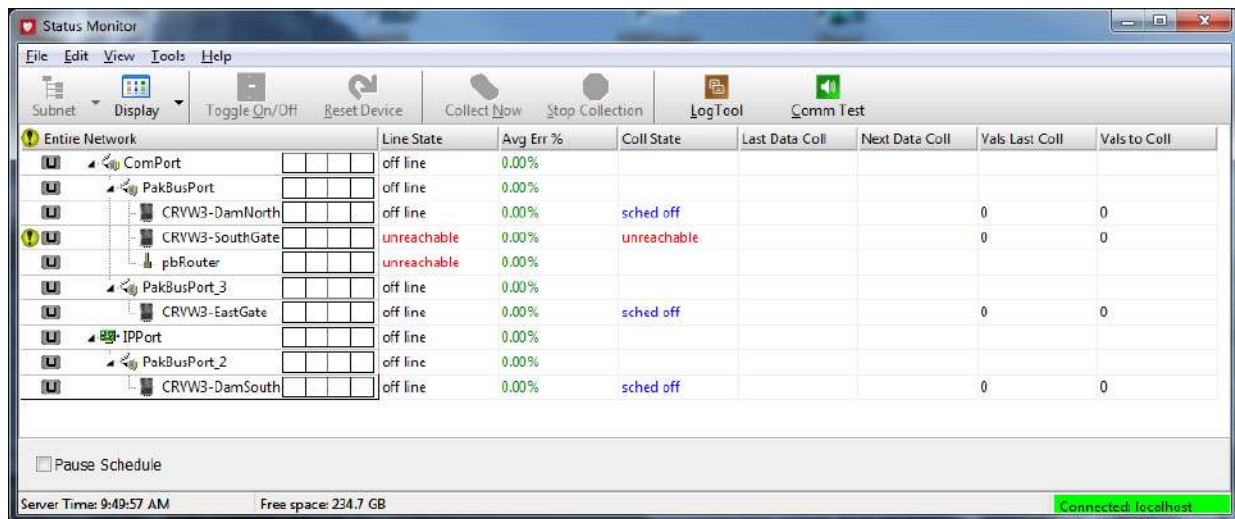 Status Monitor
File Edit View Tools Help
Subnet Display Toggle On/Off Reset Device Collect Now Stop Collection LogTool Comm Test
Entire Network Line State Avg Err % Coll State Last Data Coll Next Data Coll Vals Last Coll Vals to Coll
U ComPort off line 0.00%
U PakBusPort off line 0.00%
U CRVW3-DamNorth off line 0.00% sched off 0 0
! U CRVW3-SouthGate unreachable 0.00% unreachable 0 0
U pbRouter unreachable 0.00%
U PakBusPort_3 off line 0.00%
U CRVW3-EastGate off line 0.00% sched off 0 0
U IPPort off line 0.00%
U PakBusPort_2 off line 0.00%
U CRVW3-DamSouth off line 0.00% sched off 0 0
Pause Schedule
Server Time: 9:49:57 AM Free space: 234.7 GB Connected: localhost